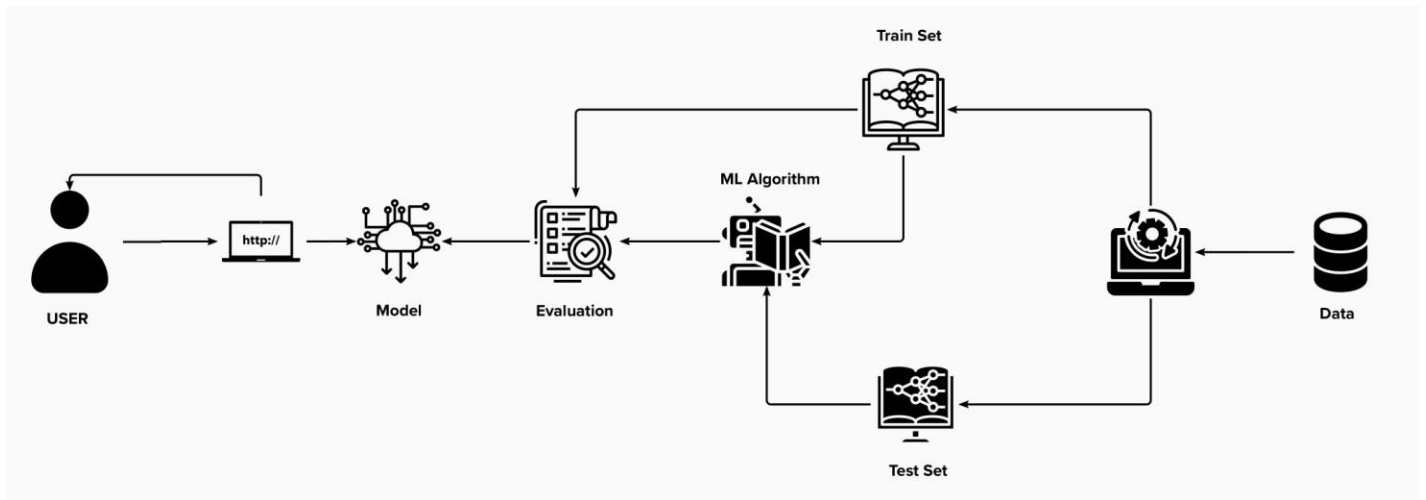 Train Set
ML Algorithm
http://
USER
Model
Evaluation
Data
Test Set